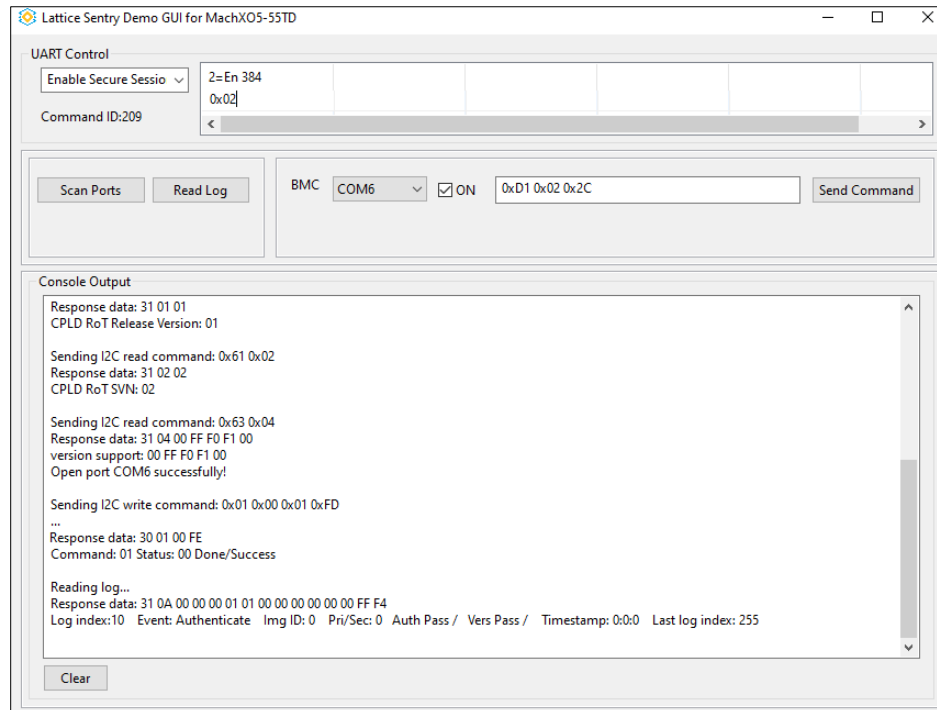 Lattice Sentry Demo GUI for MachXO5-55TD
UART Control
Enable Secure Sessio
2=En 384
0x02
Command ID:209
Scan Ports
Read Log
BMC
COM6
ON
0xD1 0x02 0x2C
Send Command
Console Output
Response data: 31 01 01
CPLD RoT Release Version: 01
Sending I2C read command: 0x61 0x02
Response data: 31 02 02
CPLD RoT SVN: 02
Sending I2C read command: 0x63 0x04
Response data: 31 04 00 FF F0 F1 00
version support: 00 FF F0 F1 00
Open port COM6 successfully!
Sending I2C write command: 0x01 0x00 0x01 0xFD
...
Response data: 30 01 00 FE
Command: 01 Status: 00 Done/Success
Reading log...
Response data: 31 0A 00 00 00 01 01 00 00 00 00 00 00 FF F4
Log index:10 Event: Authenticate Img ID: 0 Pri/Sec: 0 Auth Pass / Vers Pass / Timestamp: 0:0:0 Last log index: 255
Clear